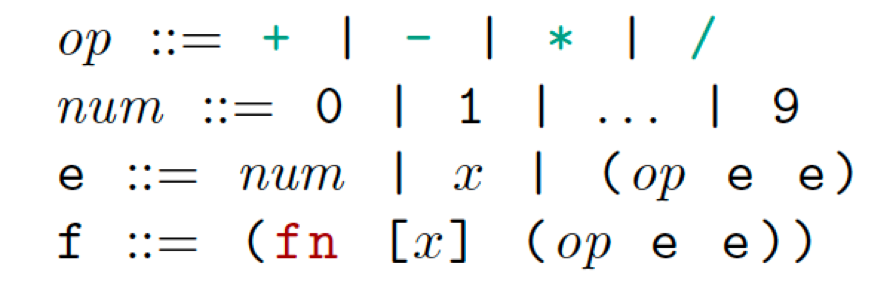 op ::= + | - | * | /
num ::= 0 | 1 | ... | 9
e ::= num | x | (op e e)
f ::= (fn [x] (op e e))